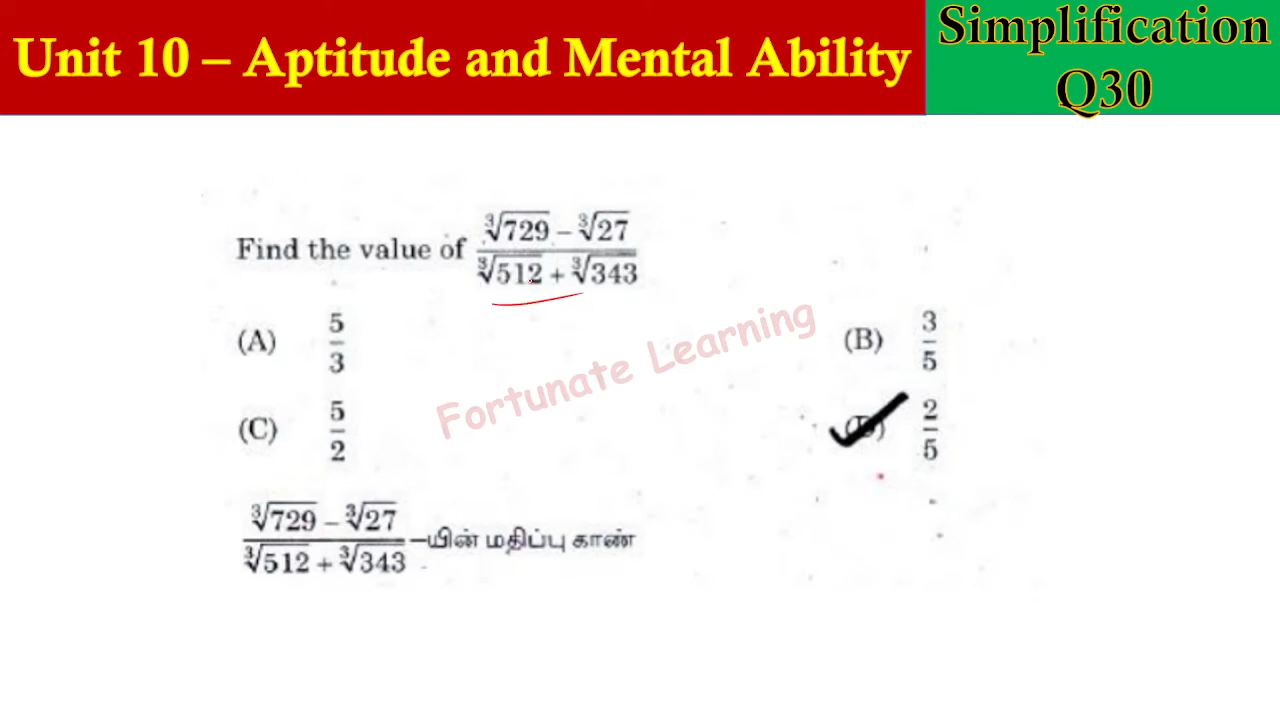 Unit 10 – Aptitude and Mental Ability
Simplification
Q30
Find the value of (∛729 – ∛27) / (∛512 + ∛343)
(A) 5/3
(B) 3/5
(C) 5/2
(D) 2/5
Fortunate Learning
(∛729 – ∛27) / (∛512 + ∛343) –யின் மதிப்பு காண்